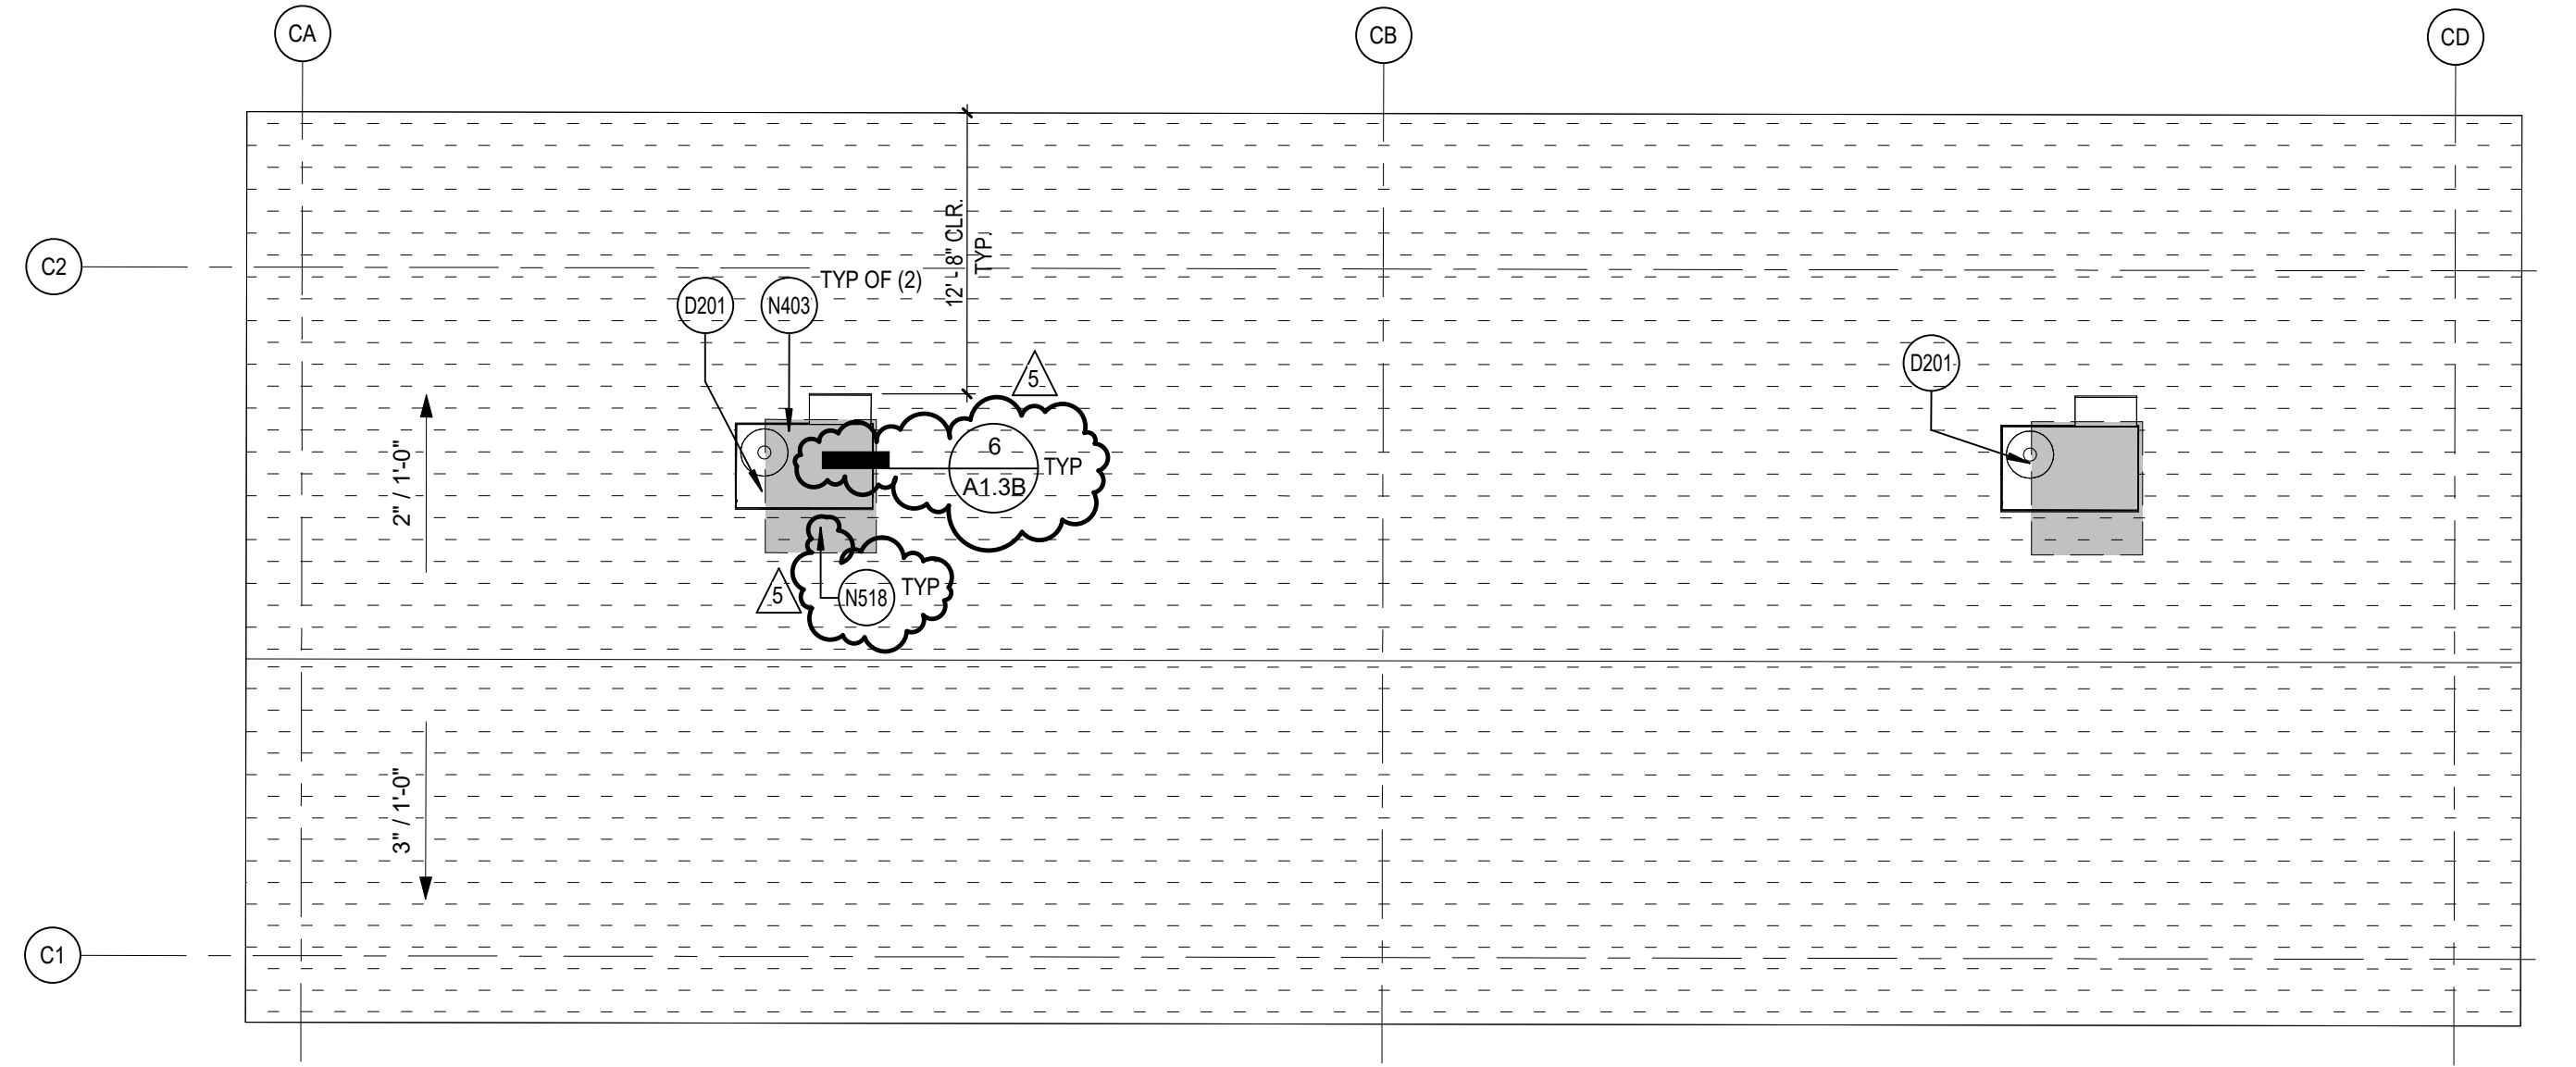 CA
CB
CD
C2
TYP OF (2)
D201
N403
12' - 8" CLR.
TYP.
5
D201
2" / 1'-0"
6
A1.3B
TYP
5
N518
TYP
3" / 1'-0"
C1